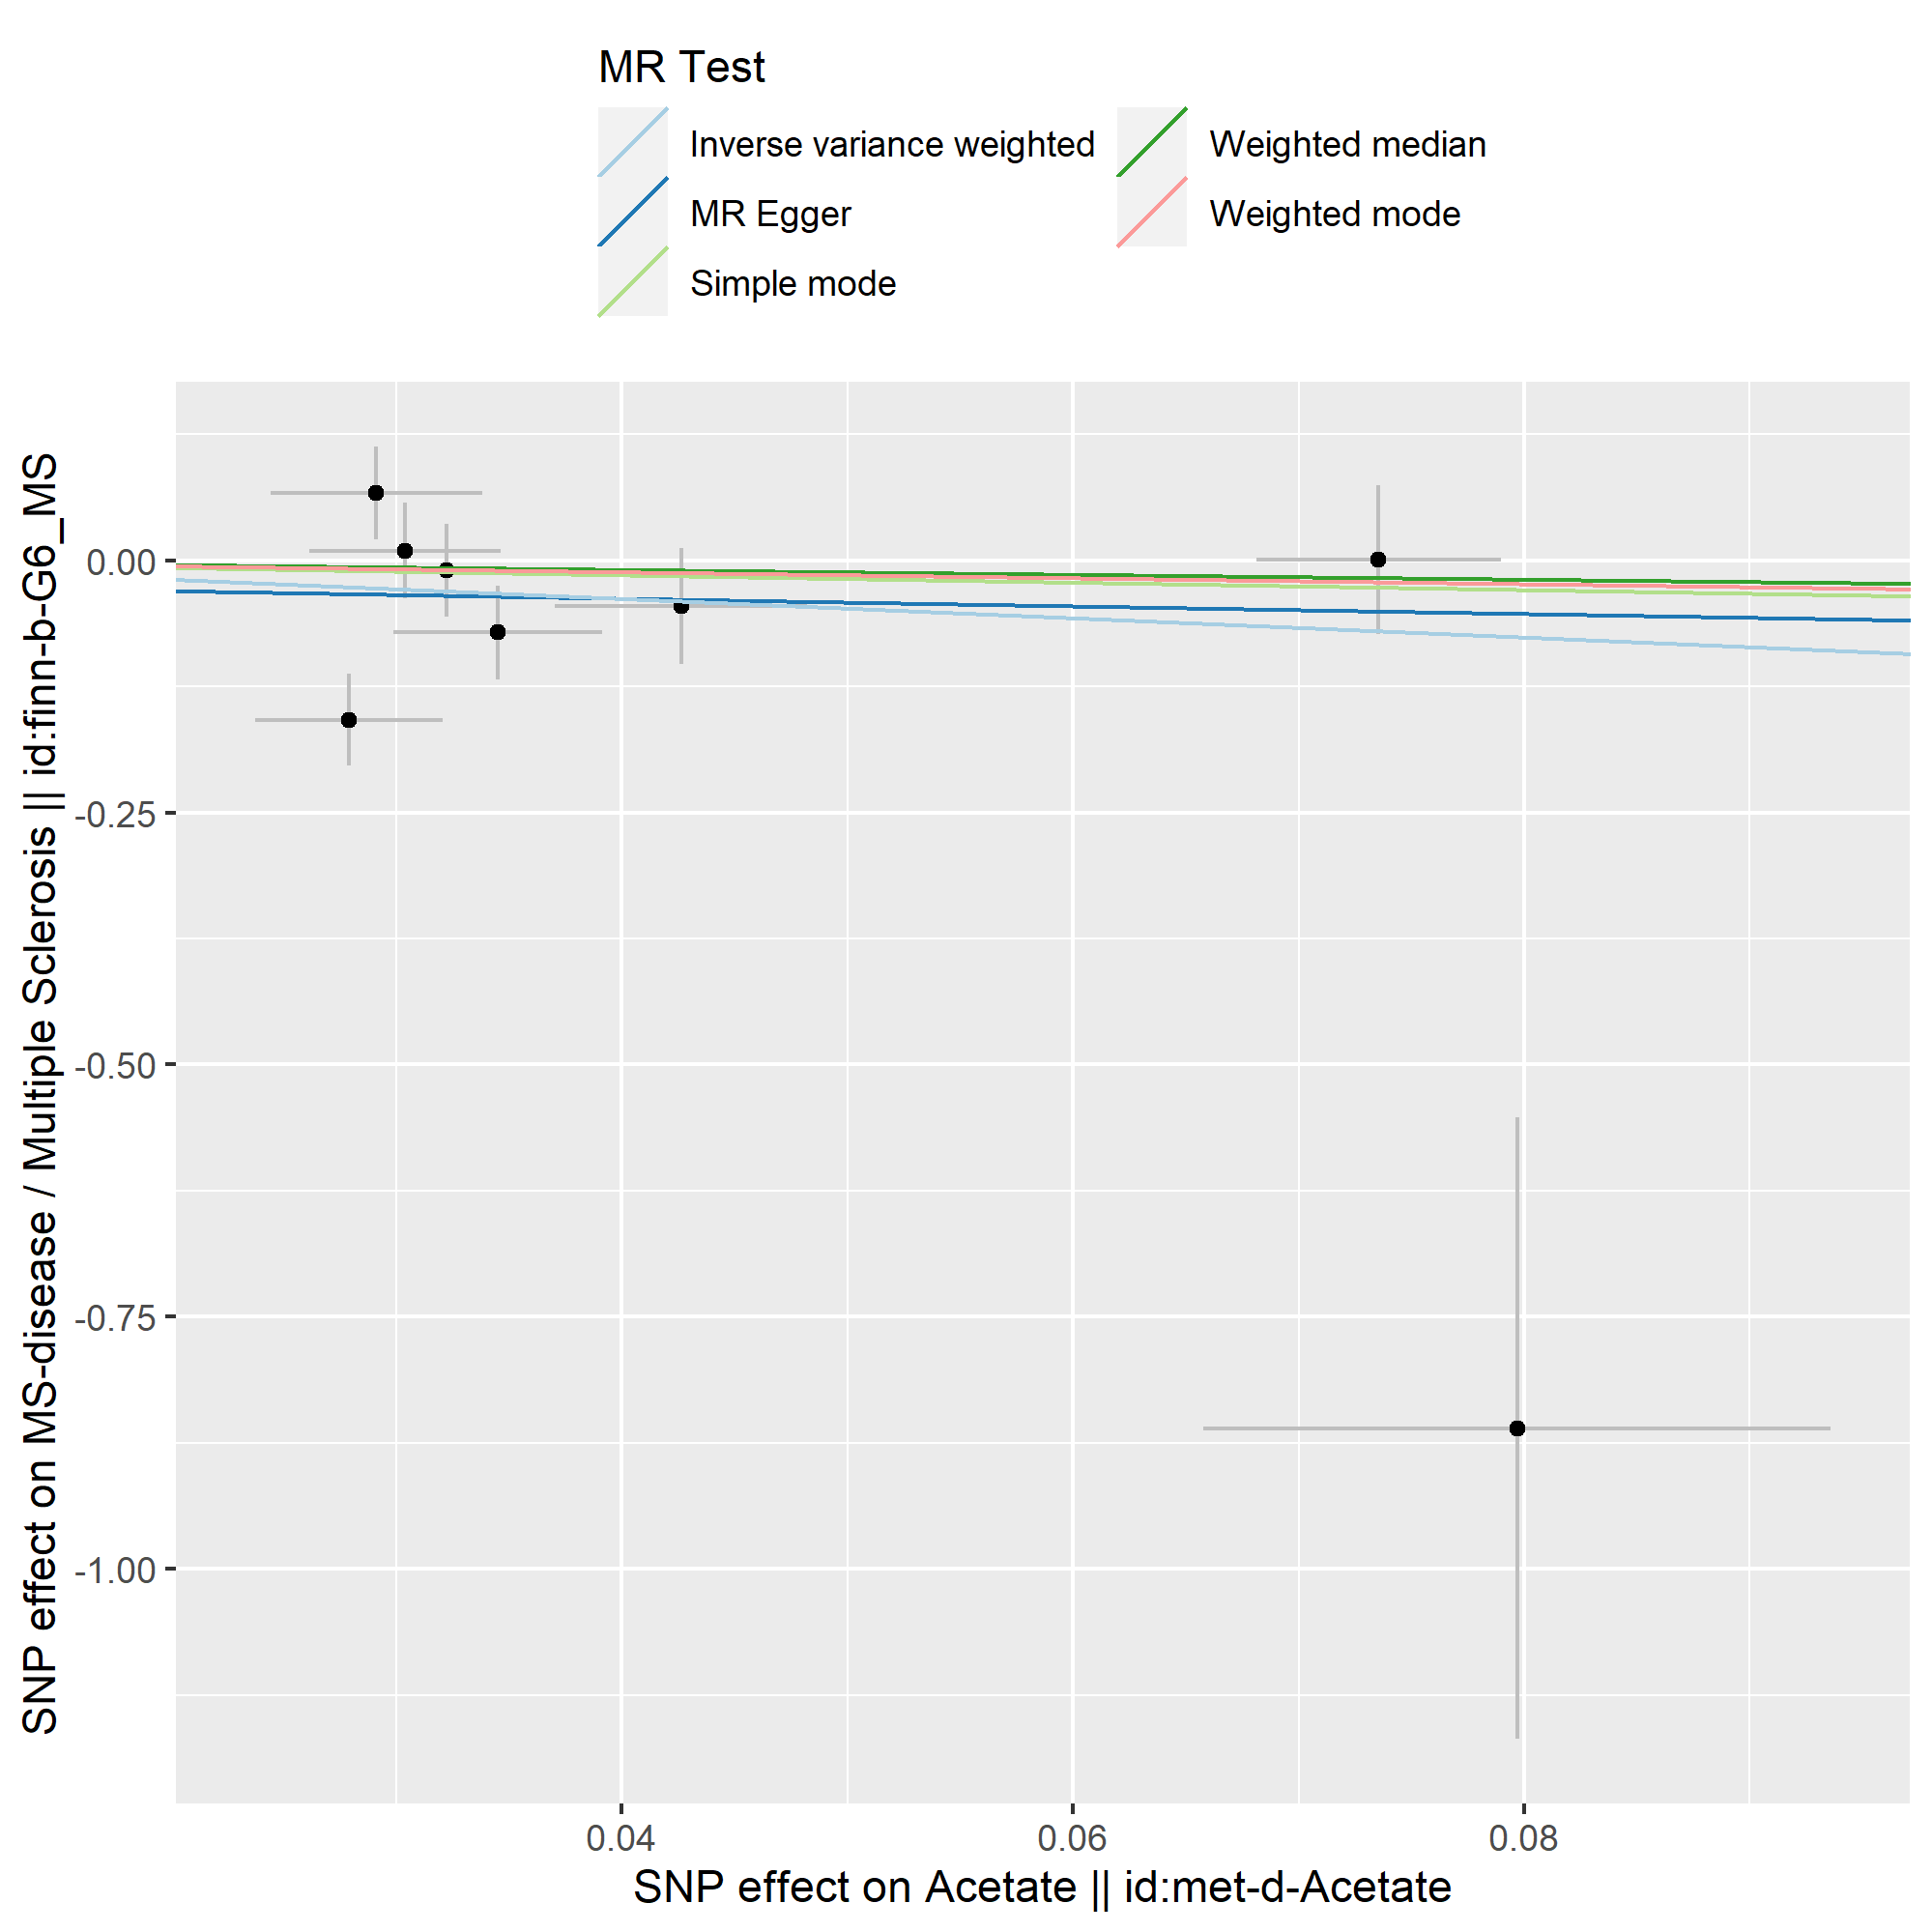 MR Test
Inverse variance weighted
Weighted median
MR Egger
Weighted mode
Simple mode
SNP effect on MS-disease / Multiple Sclerosis || id:finn-b-G6_MS
0.00
-0.25
-0.50
-0.75
-1.00
0.04
0.06
0.08
SNP effect on Acetate || id:met-d-Acetate